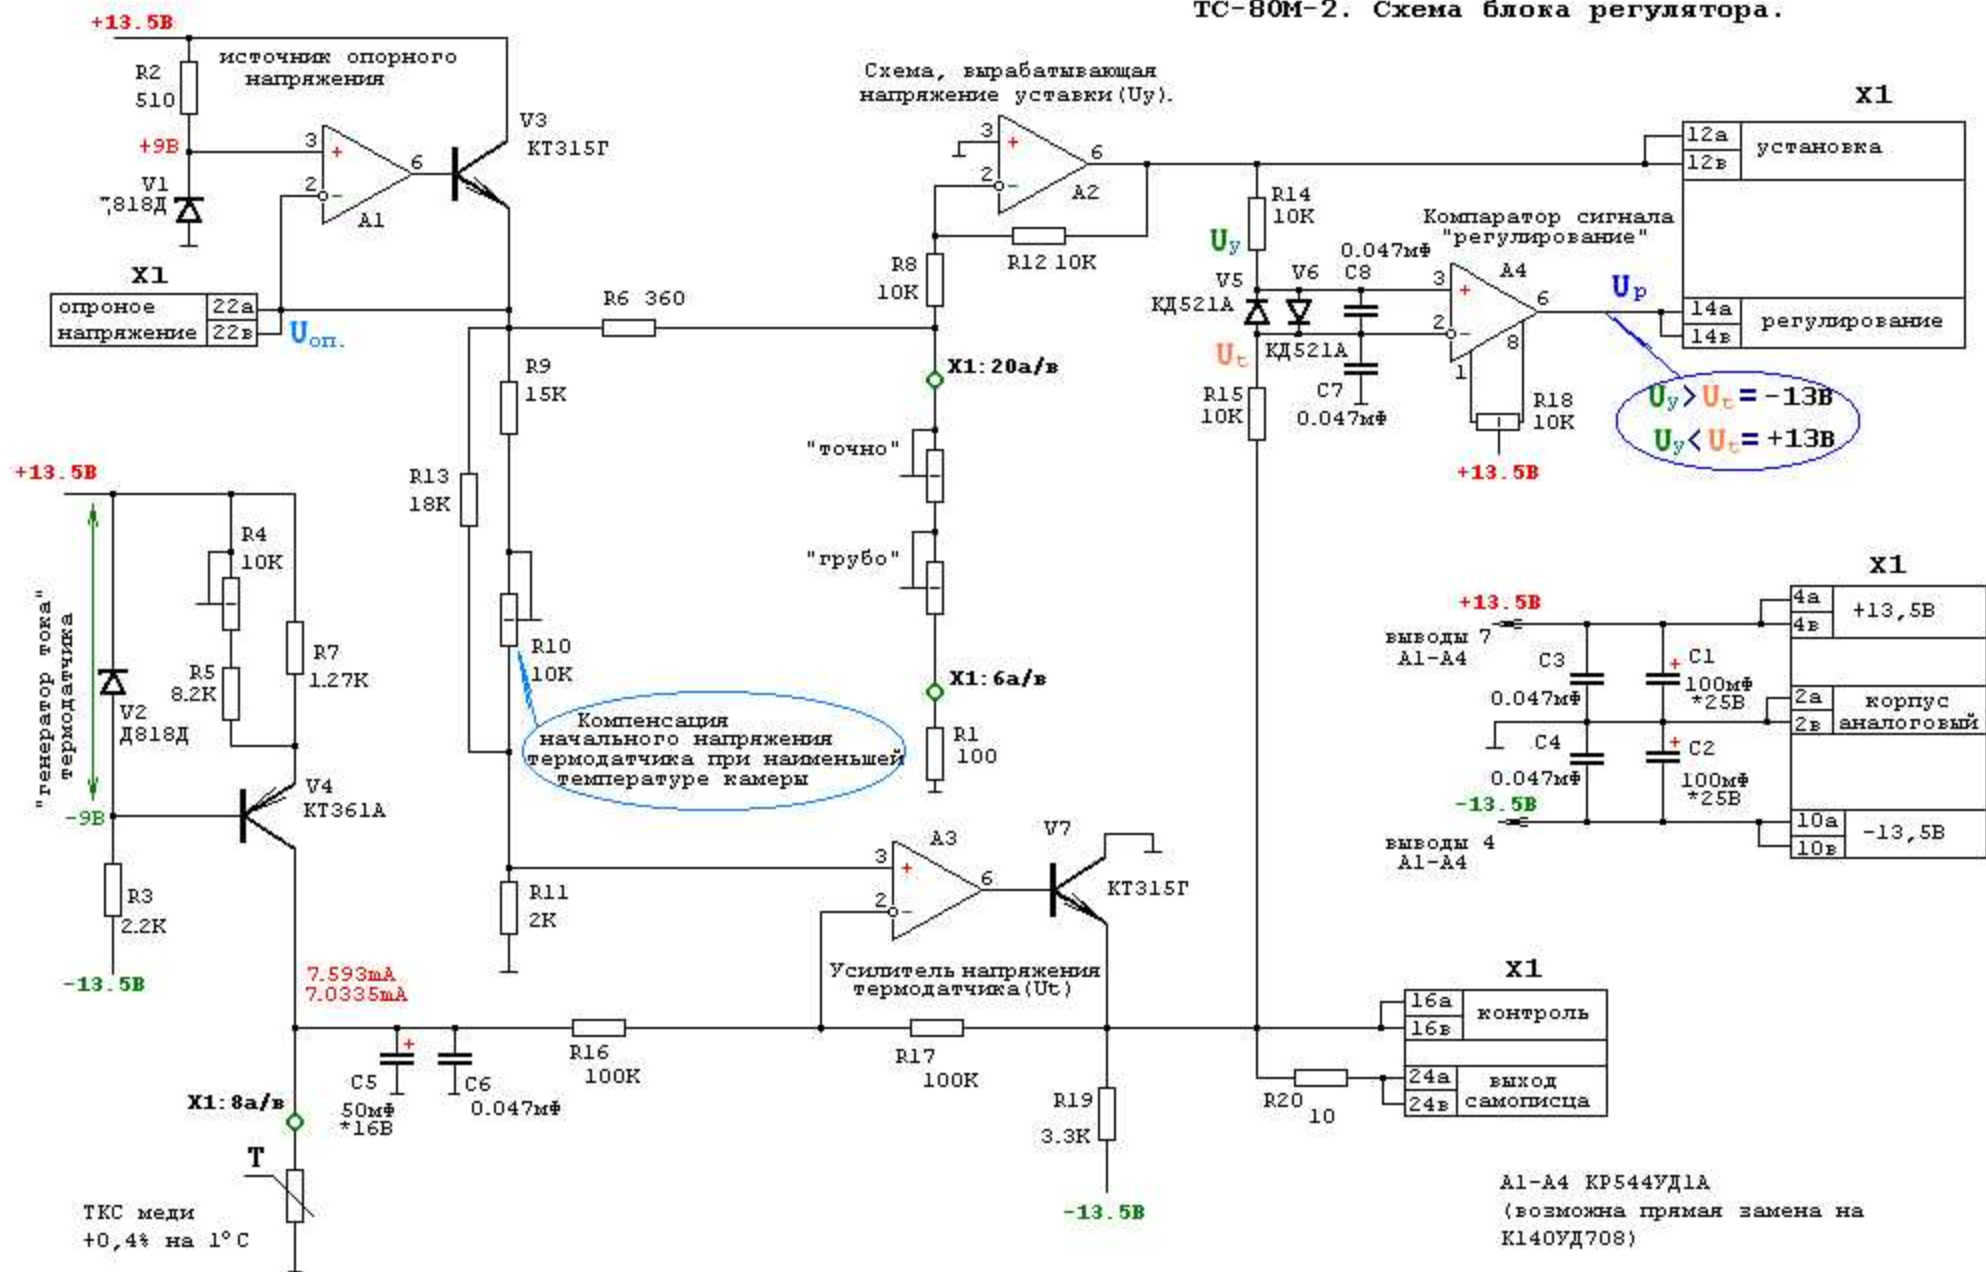 ТС-80М-2. Схема блока регулятора.
+13.5В
источник опорного
напряжения
R2
510
+9В
V1
818Д
3
+
2
-
6
A1
V3
КТ315Г
X1
опроное
напряжение
22а
22в
Uоп.
R6 360
R9
15К
R13
18К
R10
10К
Компенсация
начального напряжения
термодатчика при наименьшей
температуре камеры
R11
2К
Схема, вырабатывающая
напряжение уставки(Uу).
3
+
2
-
6
A2
R12 10К
R8
10К
X1:20а/в
"точно"
"грубо"
X1:6а/в
R1
100
R14
10К
Uу
V5
КД521А
V6
КД521А
C8
0.047мФ
Ut
C7
0.047мФ
R15
10К
Компаратор сигнала
"регулирование"
3
+
2
-
A4
6
8
1
R18
10К
+13.5В
Uр
Uу>Ut=-13В
Uу<Ut=+13В
X1
12а
12в
установка
14а
14в
регулирование
+13.5В
"генератор тока"
термодатчика
R4
10К
R5
8.2К
R7
1.27К
V2
Д818Д
-9В
V4
КТ361А
R3
2.2К
-13.5В
7.593mA
7.0335mA
C5
+
50мФ
*16В
C6
0.047мФ
X1:8а/в
T
ТКС меди
+0,4% на 1°С
R16
100К
R17
100К
3
+
2
-
6
A3
Усилитель напряжения
термодатчика(Ut)
V7
КТ315Г
R19
3.3К
-13.5В
R20
10
X1
16а
16в
контроль
24а
24в
выход
самописца
X1
4а
4в
+13,5В
2а
2в
корпус
аналоговый
10а
10в
-13,5В
+13.5В
выводы 7
А1-А4
C3
0.047мФ
+
C1
100мФ
*25В
C4
0.047мФ
+
C2
100мФ
*25В
-13.5В
выводы 4
А1-А4
А1-А4 КР544УД1А
(возможна прямая замена на
К140УД708)